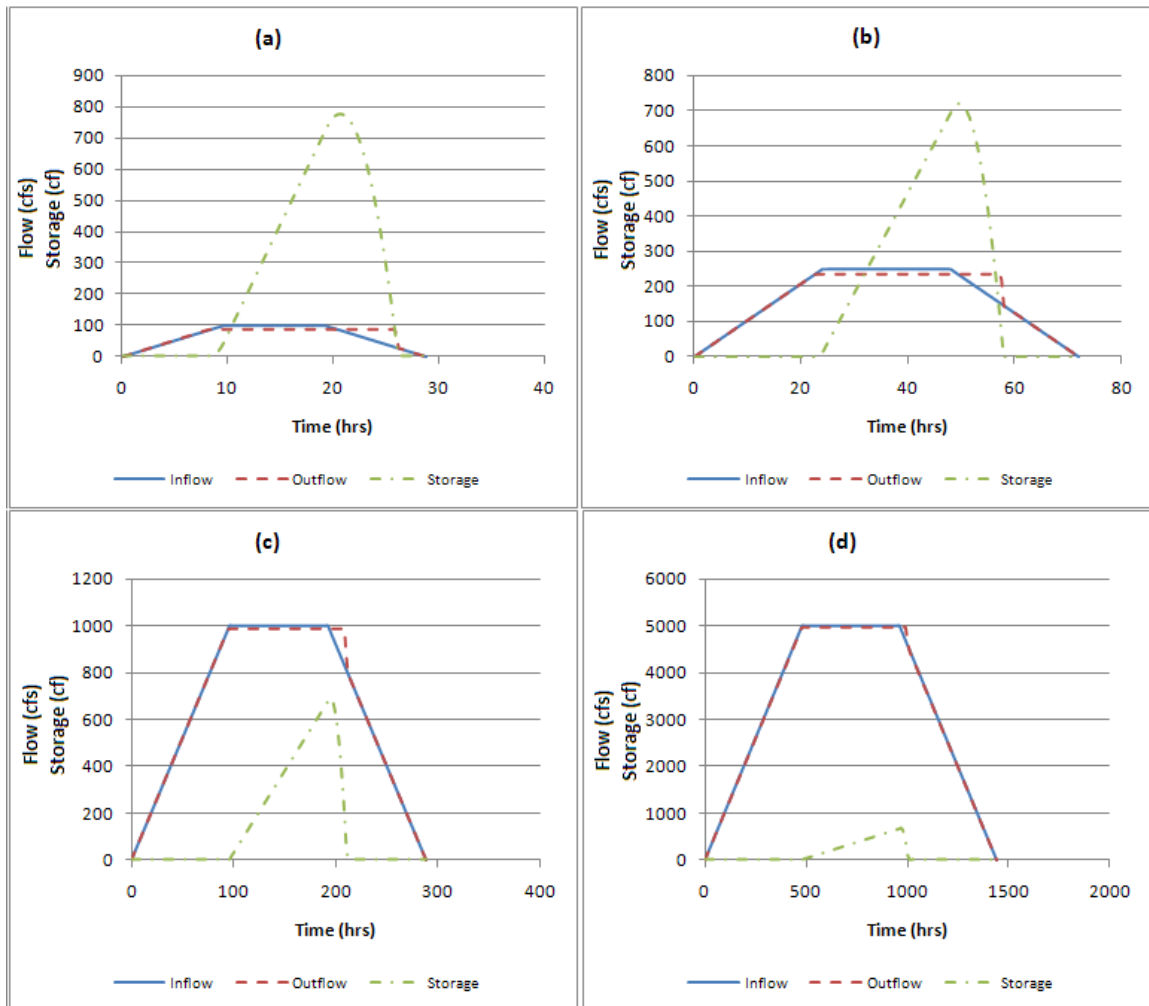 (a)
900
800
700
600
500
400
300
200
100
0
Flow (cfs)
Storage (cf)
0 10 20 30 40
Time (hrs)
Inflow Outflow Storage
(b)
800
700
600
500
400
300
200
100
0
Flow (cfs)
Storage (cf)
0 20 40 60 80
Time (hrs)
Inflow Outflow Storage
(c)
1200
1000
800
600
400
200
0
Flow (cfs)
Storage (cf)
0 100 200 300 400
Time (hrs)
Inflow Outflow Storage
(d)
6000
5000
4000
3000
2000
1000
0
Flow (cfs)
Storage (cf)
0 500 1000 1500 2000
Time (hrs)
Inflow Outflow Storage